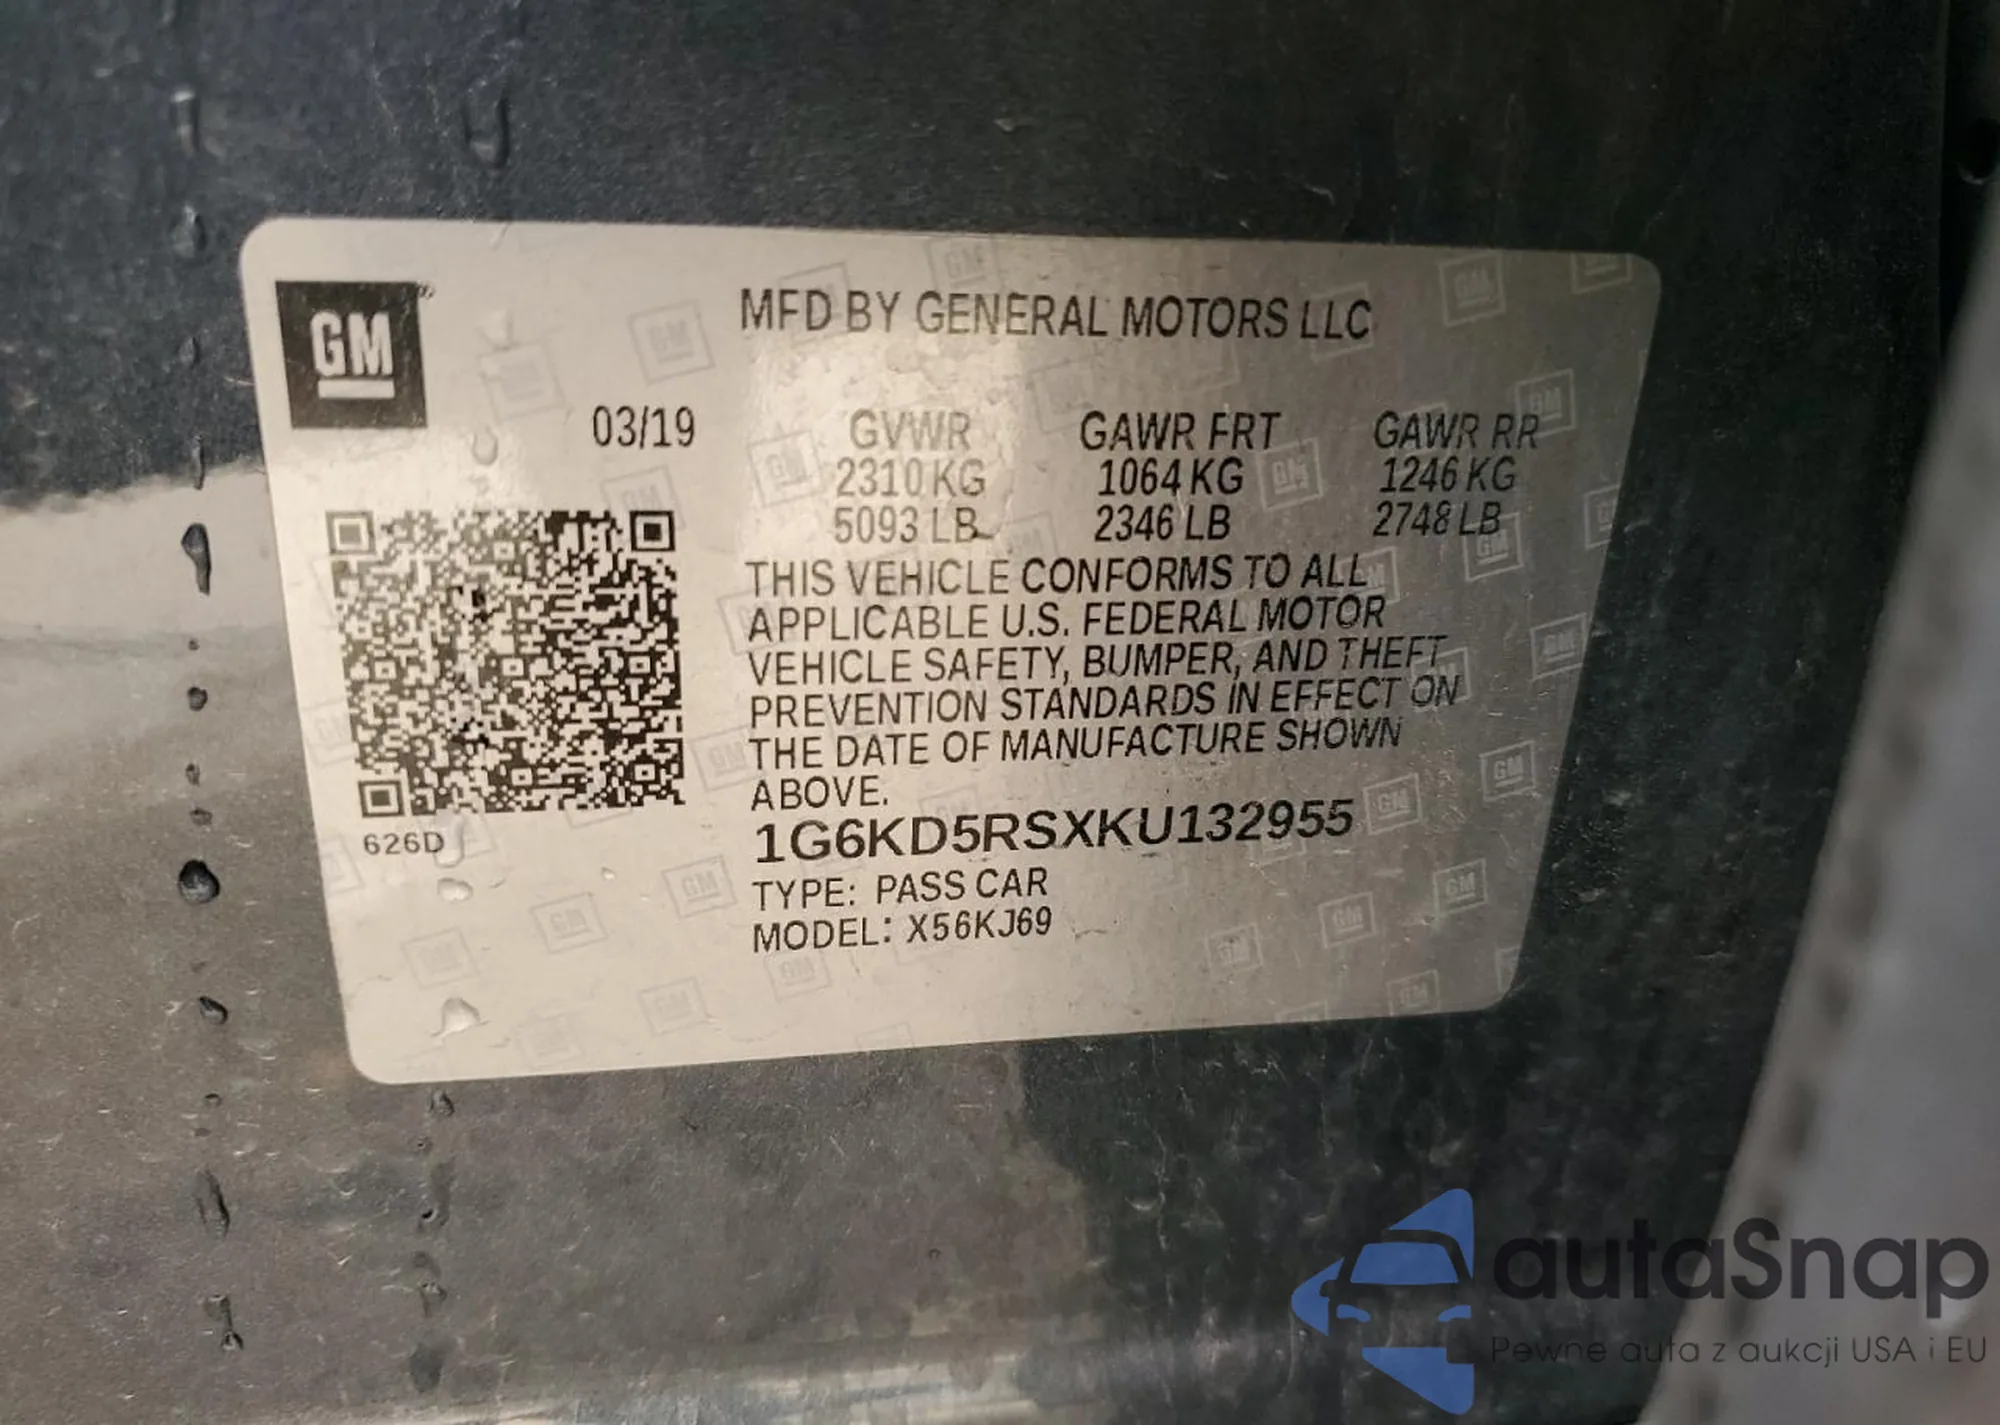 GM
MFD BY GENERAL MOTORS LLC
03/19
GVWR GAWR FRT GAWR RR
2310 KG 1064 KG 1246 KG
5093 LB 2346 LB 2748 LB
THIS VEHICLE CONFORMS TO ALL
APPLICABLE U.S. FEDERAL MOTOR
VEHICLE SAFETY, BUMPER, AND THEFT
PREVENTION STANDARDS IN EFFECT ON
THE DATE OF MANUFACTURE SHOWN
ABOVE.
626D
1G6KD5RSXKU132955
TYPE: PASS CAR
MODEL: X56KJ69
autaSnap
Pewne auta z aukcji USA i EU